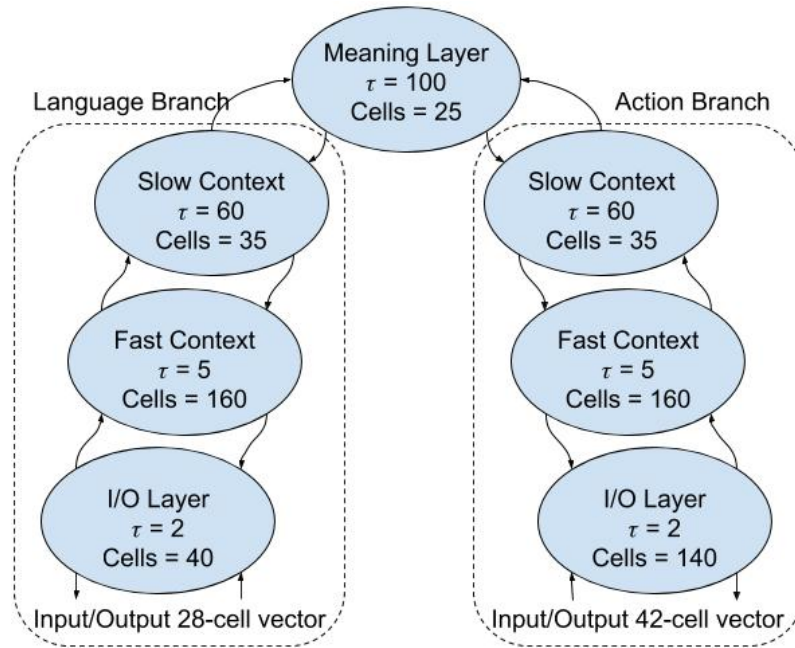 Meaning Layer
τ = 100
Cells = 25
Language Branch
Action Branch
Slow Context
τ = 60
Cells = 35
Slow Context
τ = 60
Cells = 35
Fast Context
τ = 5
Cells = 160
Fast Context
τ = 5
Cells = 160
I/O Layer
τ = 2
Cells = 40
I/O Layer
τ = 2
Cells = 140
Input/Output 28-cell vector
Input/Output 42-cell vector